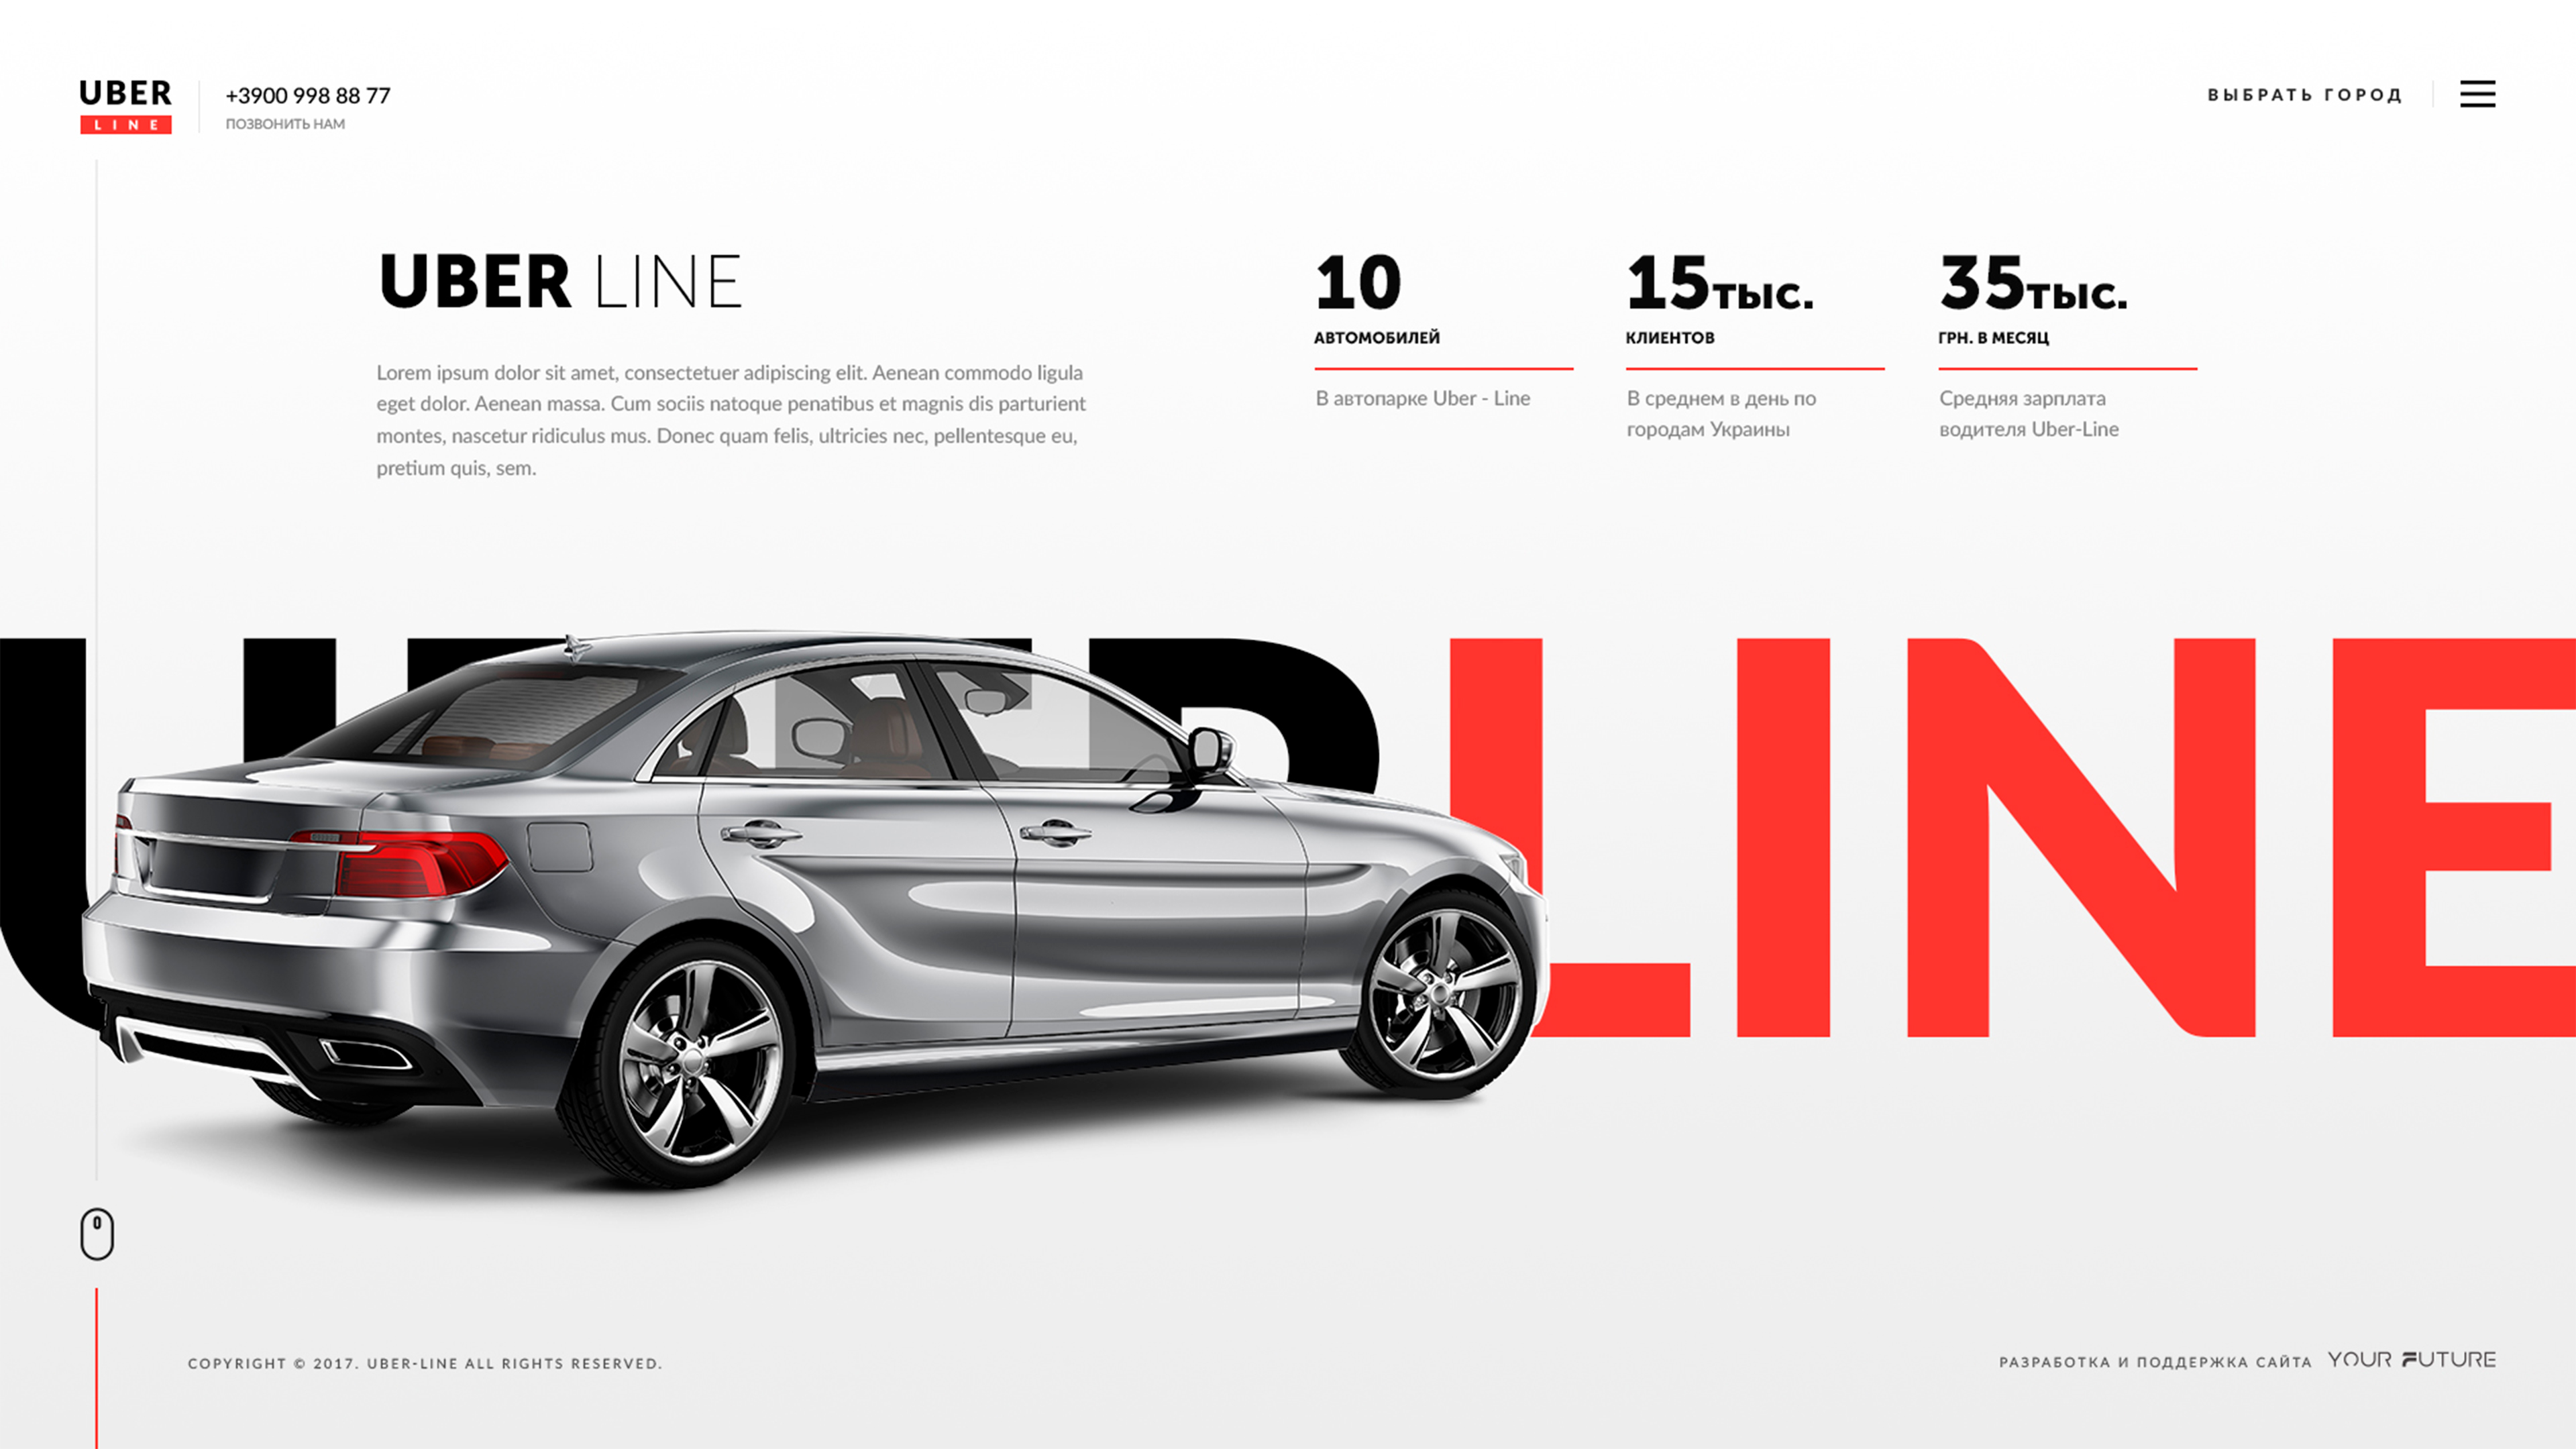 UBER
LINE
+3900 998 88 77
ПОЗВОНИТЬ НАМ
ВЫБРАТЬ ГОРОД
UBER LINE
Lorem ipsum dolor sit amet, consectetuer adipiscing elit. Aenean commodo ligula
eget dolor. Aenean massa. Cum sociis natoque penatibus et magnis dis parturient
montes, nascetur ridiculus mus. Donec quam felis, ultricies nec, pellentesque eu,
pretium quis, sem.
10
АВТОМОБИЛЕЙ
В автопарке Uber - Line
15тыс.
КЛИЕНТОВ
В среднем в день по
городам Украины
35тыс.
ГРН. В МЕСЯЦ
Средняя зарплата
водителя Uber-Line
UBER LINE
COPYRIGHT © 2017. UBER-LINE ALL RIGHTS RESERVED.
РАЗРАБОТКА И ПОДДЕРЖКА САЙТА YOUR FUTURE